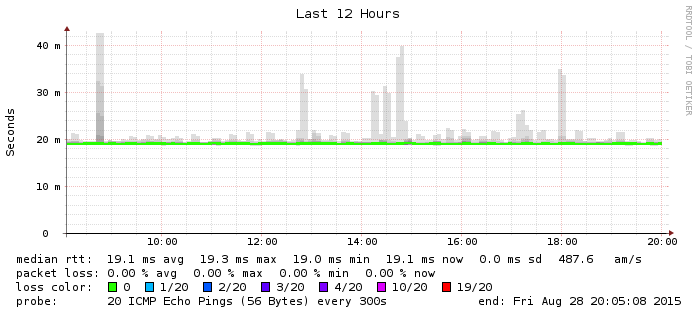 Last 12 Hours
RRDTOOL / TOBI OETIKER
Seconds
40 m
30 m
20 m
10 m
0
10:00 12:00 14:00 16:00 18:00 20:00
median rtt: 19.1 ms avg 19.3 ms max 19.0 ms min 19.1 ms now 0.0 ms sd 487.6 am/s
packet loss: 0.00 % avg 0.00 % max 0.00 % min 0.00 % now
loss color: 0 1/20 2/20 3/20 4/20 10/20 19/20
probe: 20 ICMP Echo Pings (56 Bytes) every 300s end: Fri Aug 28 20:05:08 2015